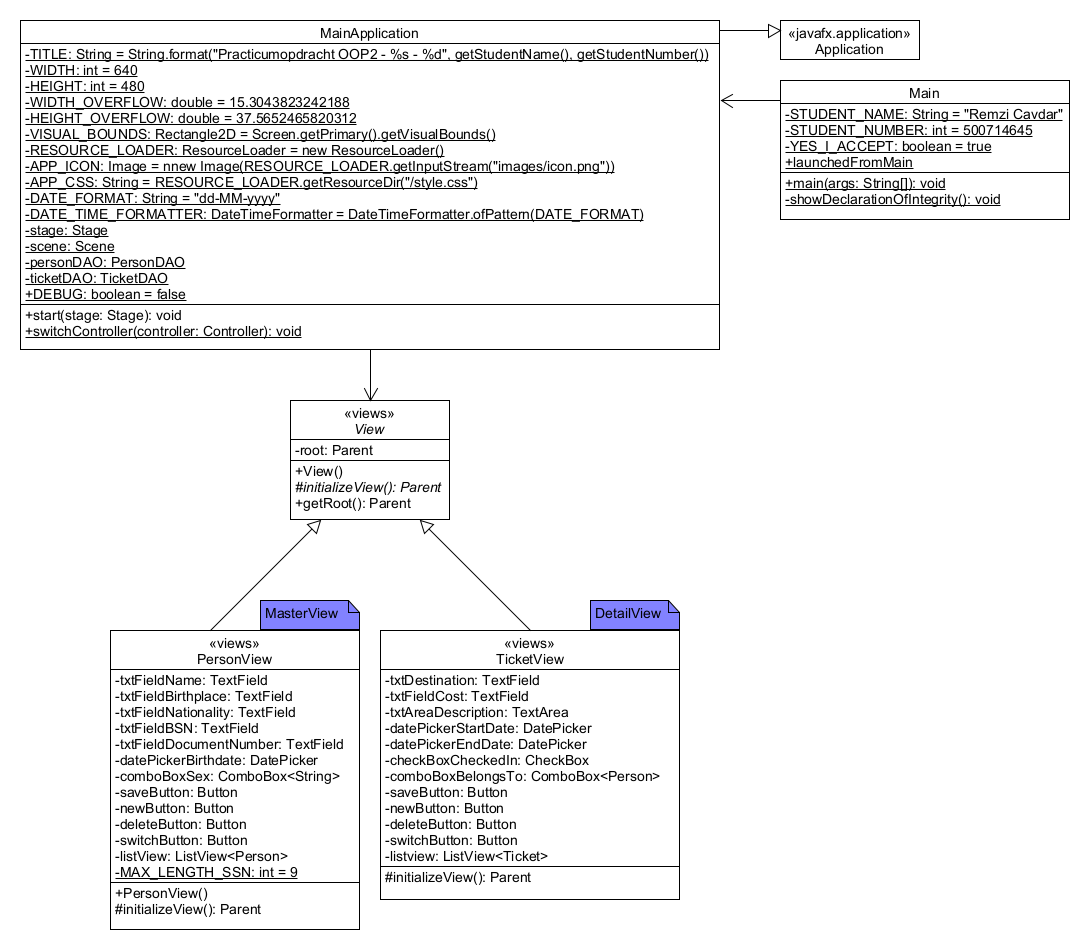 MainApplication
-TITLE: String = String.format("Practicumopdracht OOP2 - %s - %d", getStudentName(), getStudentNumber())
-WIDTH: int = 640
-HEIGHT: int = 480
-WIDTH_OVERFLOW: double = 15.3043823242188
-HEIGHT_OVERFLOW: double = 37.5652465820312
-VISUAL_BOUNDS: Rectangle2D = Screen.getPrimary().getVisualBounds()
-RESOURCE_LOADER: ResourceLoader = new ResourceLoader()
-APP_ICON: Image = nnew Image(RESOURCE_LOADER.getInputStream("images/icon.png"))
-APP_CSS: String = RESOURCE_LOADER.getResourceDir("/style.css")
-DATE_FORMAT: String = "dd-MM-yyyy"
-DATE_TIME_FORMATTER: DateTimeFormatter = DateTimeFormatter.ofPattern(DATE_FORMAT)
-stage: Stage
-scene: Scene
-personDAO: PersonDAO
-ticketDAO: TicketDAO
+DEBUG: boolean = false
+start(stage: Stage): void
+switchController(controller: Controller): void
«javafx.application»
Application
Main
-STUDENT_NAME: String = "Remzi Cavdar"
-STUDENT_NUMBER: int = 500714645
-YES_I_ACCEPT: boolean = true
+launchedFromMain
+main(args: String[]): void
-showDeclarationOfIntegrity(): void
«views»
View
-root: Parent
+View()
#initializeView(): Parent
+getRoot(): Parent
MasterView
«views»
PersonView
-txtFieldName: TextField
-txtFieldBirthplace: TextField
-txtFieldNationality: TextField
-txtFieldBSN: TextField
-txtFieldDocumentNumber: TextField
-datePickerBirthdate: DatePicker
-comboBoxSex: ComboBox<String>
-saveButton: Button
-newButton: Button
-deleteButton: Button
-switchButton: Button
-listView: ListView<Person>
-MAX_LENGTH_SSN: int = 9
+PersonView()
#initializeView(): Parent
DetailView
«views»
TicketView
-txtDestination: TextField
-txtFieldCost: TextField
-txtAreaDescription: TextArea
-datePickerStartDate: DatePicker
-datePickerEndDate: DatePicker
-checkBoxCheckedIn: CheckBox
-comboBoxBelongsTo: ComboBox<Person>
-saveButton: Button
-newButton: Button
-deleteButton: Button
-switchButton: Button
-listview: ListView<Ticket>
#initializeView(): Parent